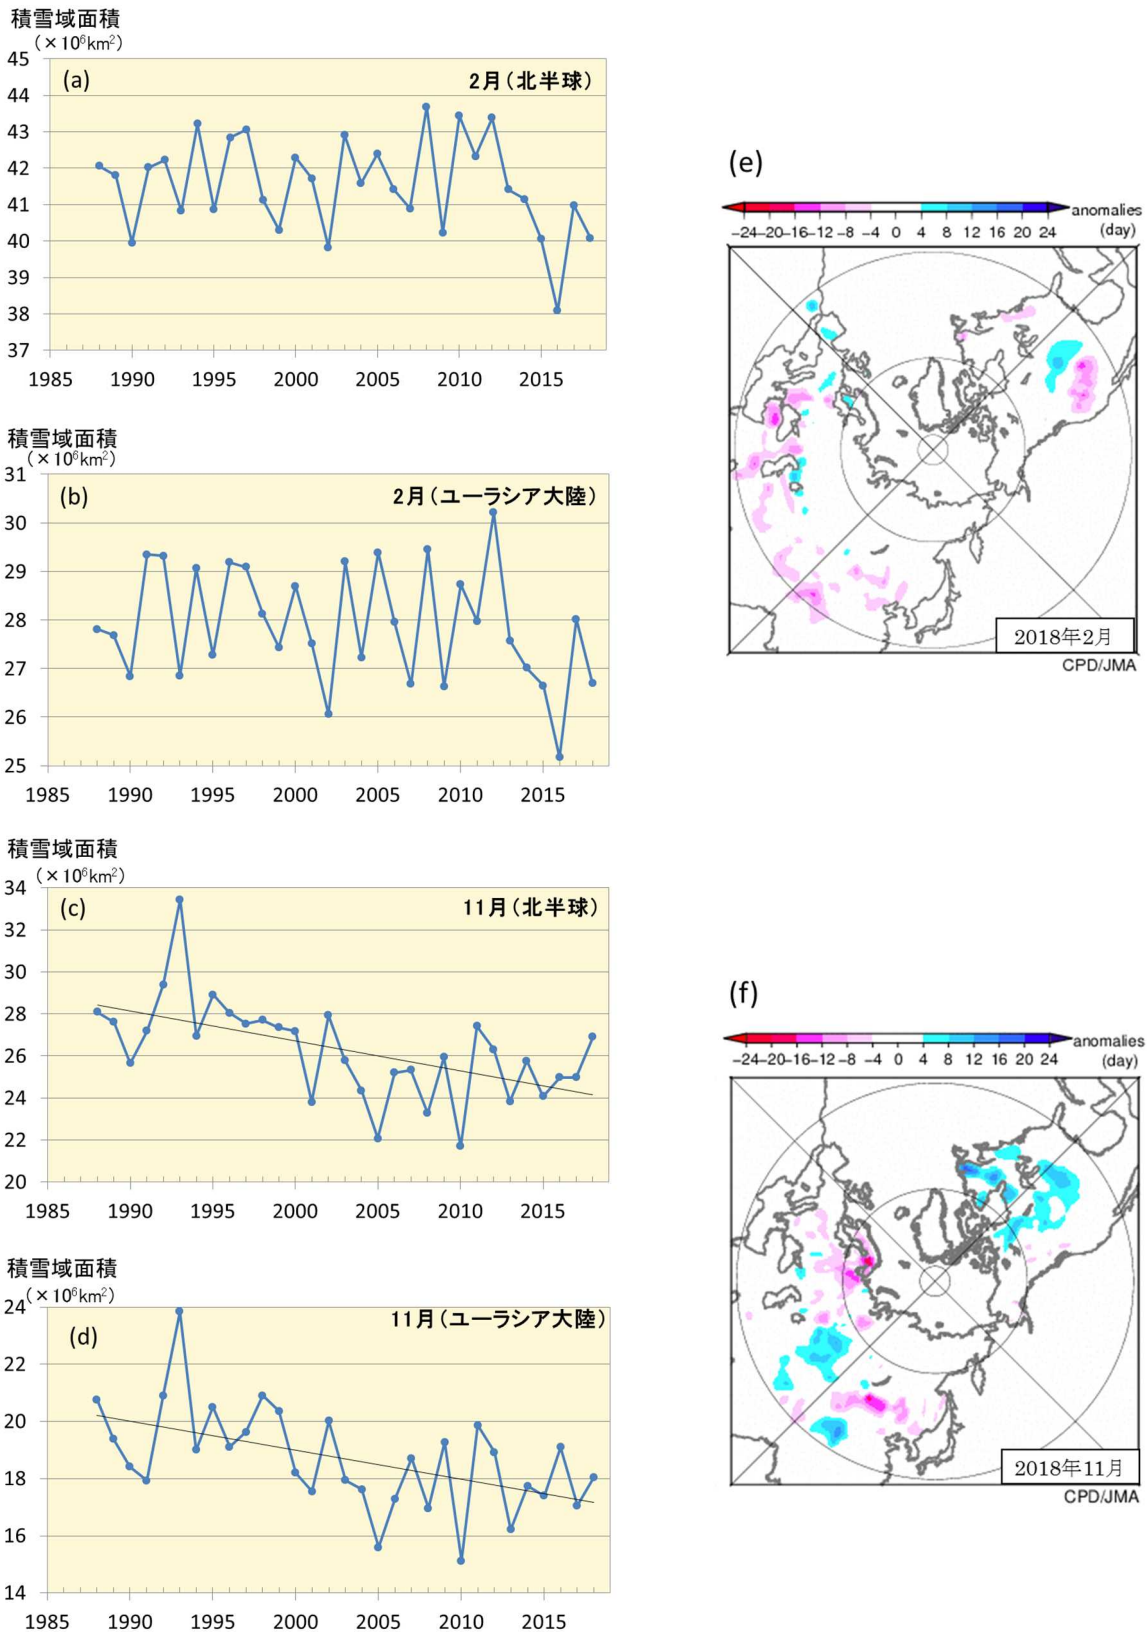 積雪域面積
(×10⁶km²)
(a)
2月(北半球)
45
44
43
42
41
40
39
38
37
1985 1990 1995 2000 2005 2010 2015
積雪域面積
(×10⁶km²)
(b)
2月(ユーラシア大陸)
31
30
29
28
27
26
25
1985 1990 1995 2000 2005 2010 2015
積雪域面積
(×10⁶km²)
(c)
11月(北半球)
34
32
30
28
26
24
22
20
1985 1990 1995 2000 2005 2010 2015
積雪域面積
(×10⁶km²)
(d)
11月(ユーラシア大陸)
24
22
20
18
16
14
1985 1990 1995 2000 2005 2010 2015
(e)
anomalies
-24-20-16-12 -8 -4 0 4 8 12 16 20 24 (day)
2018年2月
CPD/JMA
(f)
anomalies
-24-20-16-12 -8 -4 0 4 8 12 16 20 24 (day)
2018年11月
CPD/JMA